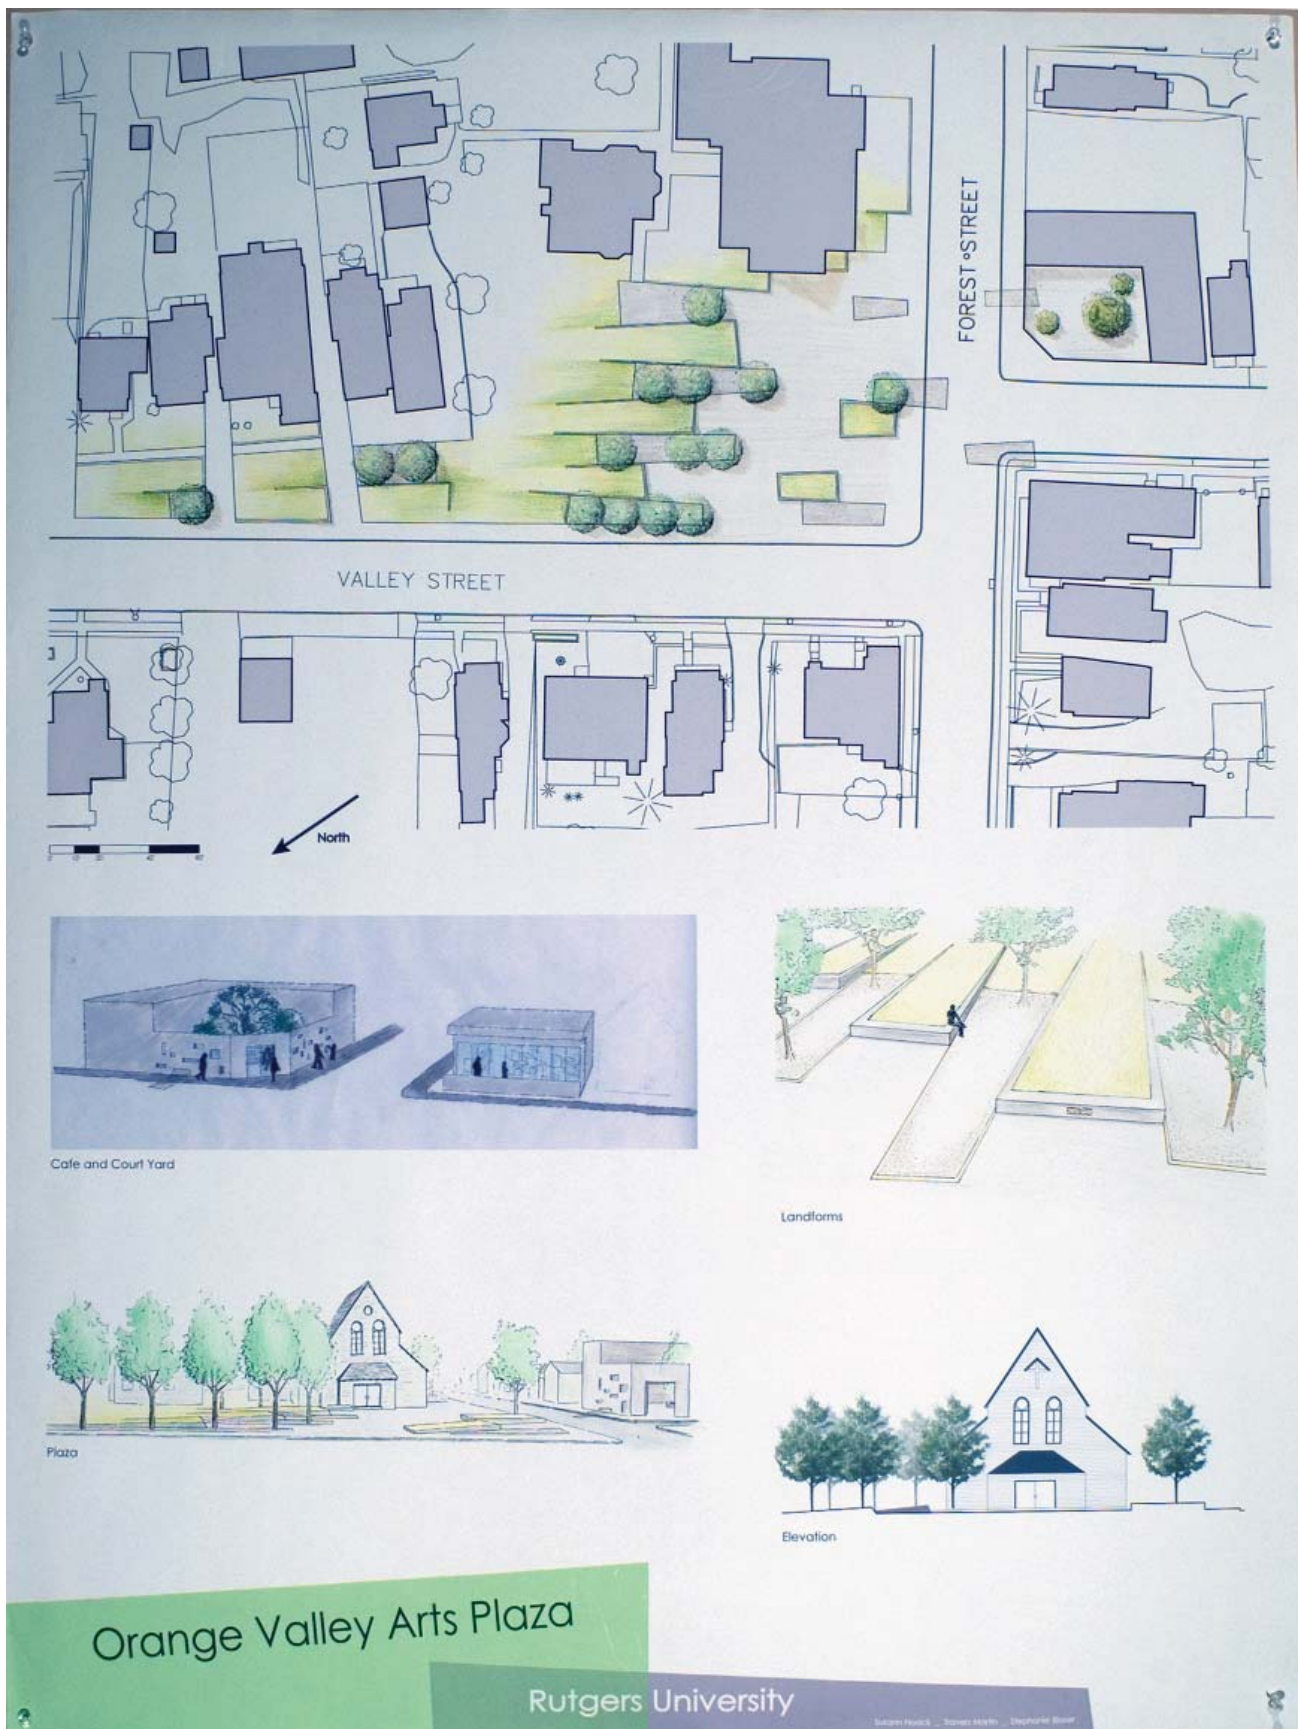 FOREST STREET
VALLEY STREET
North
Cafe and Court Yard
Landforms
Plaza
Elevation
Orange Valley Arts Plaza
Rutgers University